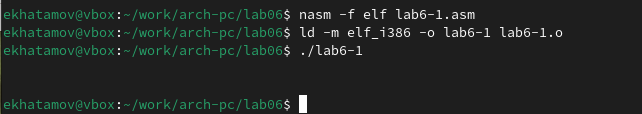 ekhatamov@vbox:~/work/arch-pc/lab06$ nasm -f elf lab6-1.asm
ekhatamov@vbox:~/work/arch-pc/lab06$ ld -m elf_i386 -o lab6-1 lab6-1.o
ekhatamov@vbox:~/work/arch-pc/lab06$ ./lab6-1
ekhatamov@vbox:~/work/arch-pc/lab06$